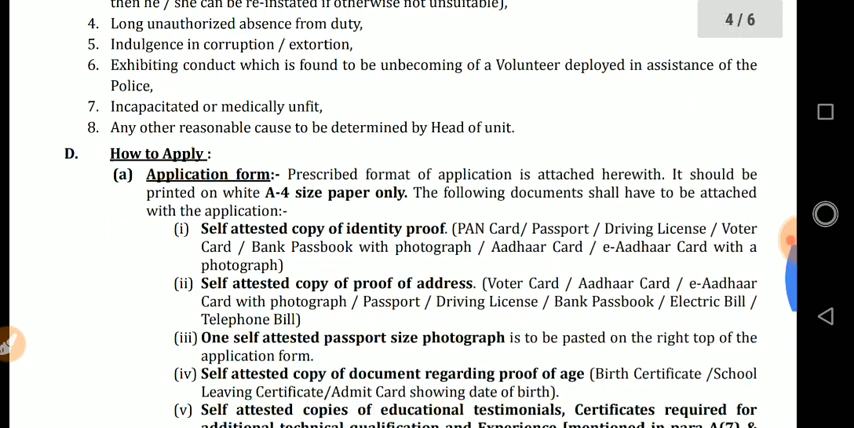 then he / she can be re-instated if otherwise not unsuitable),
4 / 6
4. Long unauthorized absence from duty,
5. Indulgence in corruption / extortion,
6. Exhibiting conduct which is found to be unbecoming of a Volunteer deployed in assistance of the
Police,
7. Incapacitated or medically unfit,
8. Any other reasonable cause to be determined by Head of unit.
D. How to Apply :
(a) Application form:- Prescribed format of application is attached herewith. It should be
printed on white A-4 size paper only. The following documents shall have to be attached
with the application:-
(i) Self attested copy of identity proof. (PAN Card/ Passport / Driving License / Voter
Card / Bank Passbook with photograph / Aadhaar Card / e-Aadhaar Card with a
photograph)
(ii) Self attested copy of proof of address. (Voter Card / Aadhaar Card / e-Aadhaar
Card with photograph / Passport / Driving License / Bank Passbook / Electric Bill /
Telephone Bill)
(iii) One self attested passport size photograph is to be pasted on the right top of the
application form.
(iv) Self attested copy of document regarding proof of age (Birth Certificate /School
Leaving Certificate/Admit Card showing date of birth).
(v) Self attested copies of educational testimonials, Certificates required for
additional technical qualification and Experience [mentioned in para A(7) &